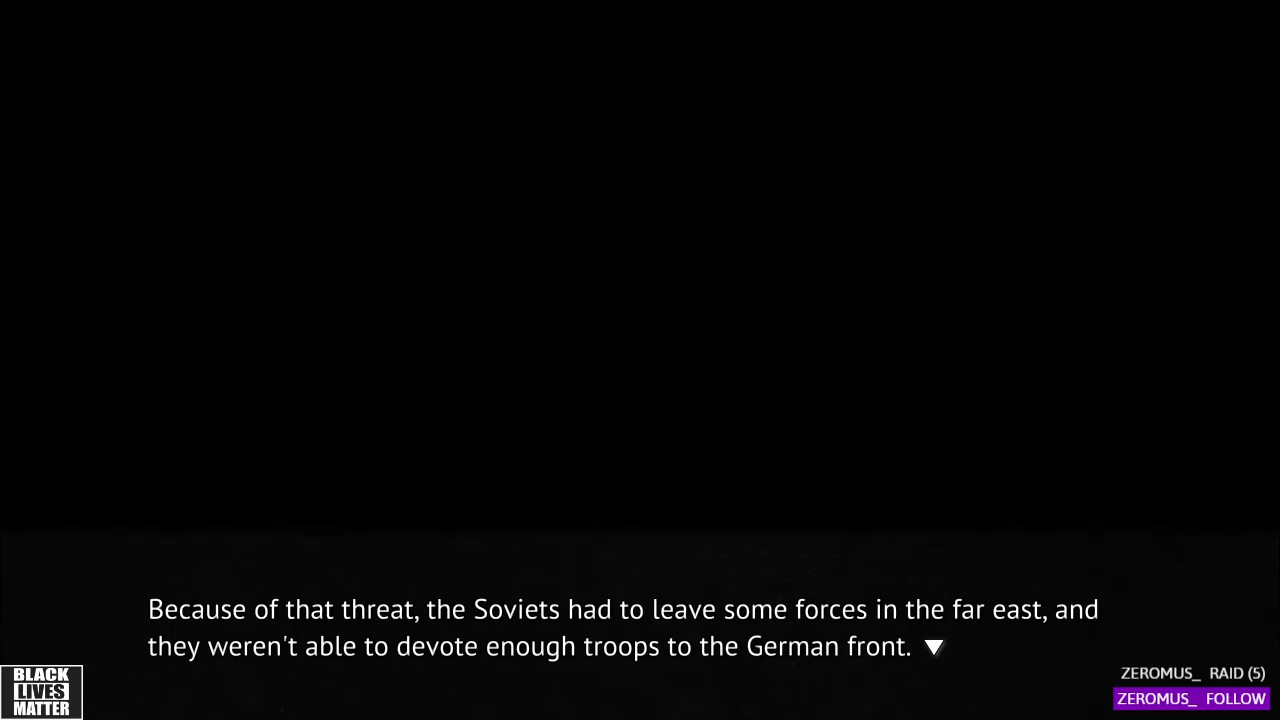 Because of that threat, the Soviets had to leave some forces in the far east, and
they weren't able to devote enough troops to the German front.
BLACK
LIVES
MATTER
ZEROMUS_ RAID (5)
ZEROMUS_ FOLLOW